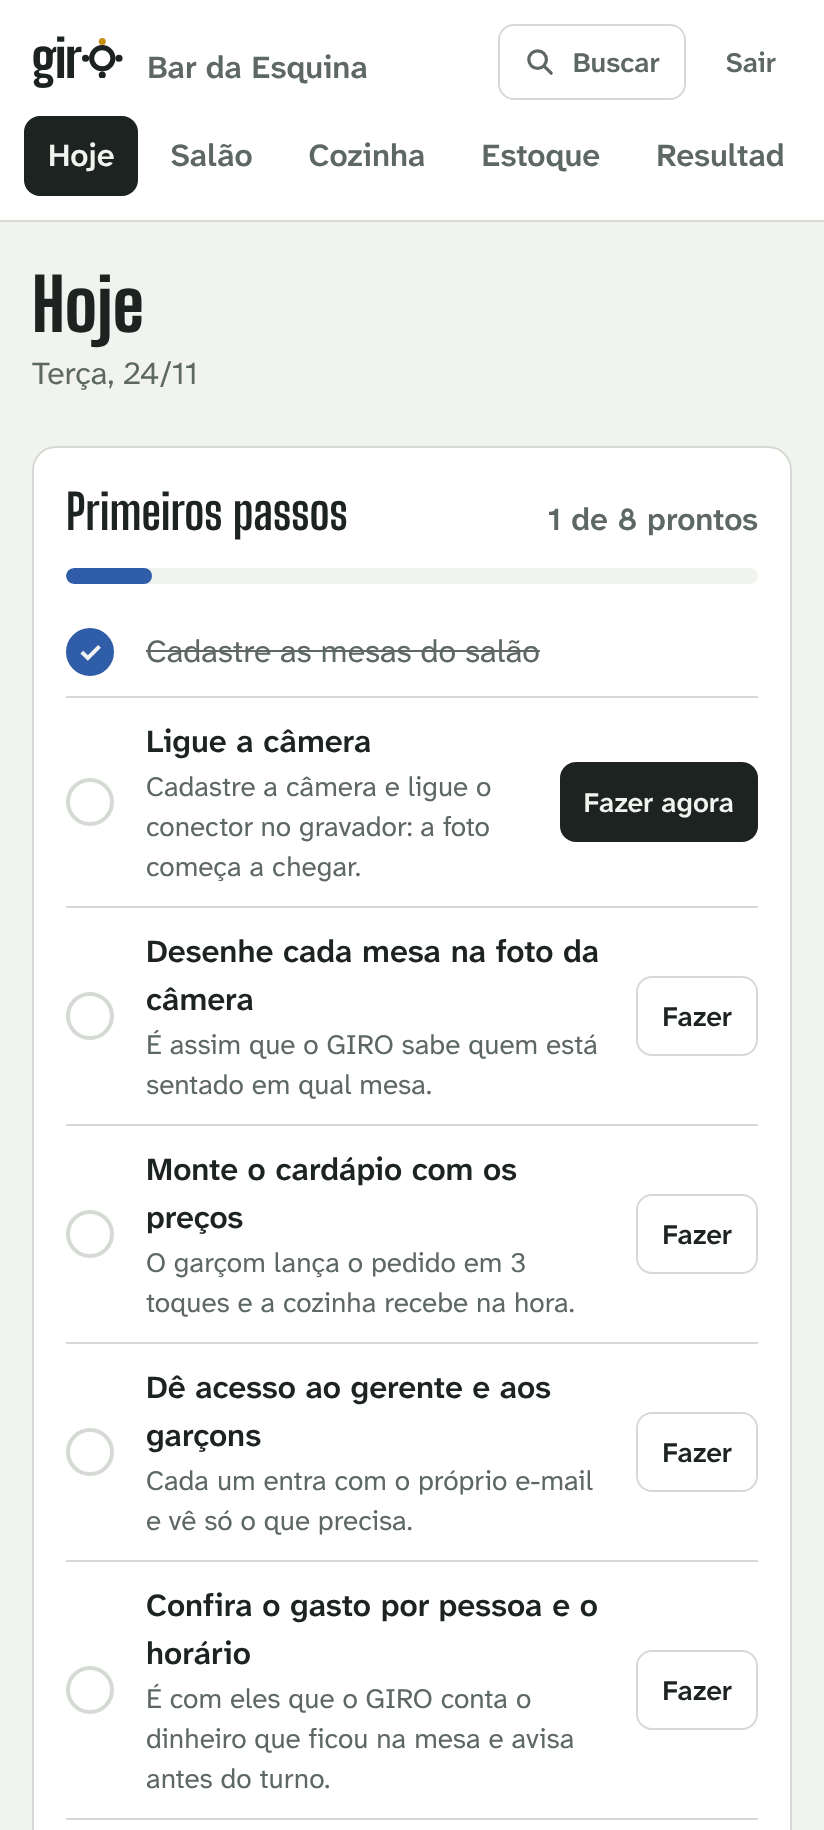 giro
Bar da Esquina
Buscar
Sair
Hoje
Salão
Cozinha
Estoque
Resultad
Hoje
Terça, 24/11
Primeiros passos
1 de 8 prontos
Cadastre as mesas do salão
Ligue a câmera
Cadastre a câmera e ligue o
conector no gravador: a foto
começa a chegar.
Fazer agora
Desenhe cada mesa na foto da
câmera
É assim que o GIRO sabe quem está
sentado em qual mesa.
Fazer
Monte o cardápio com os
preços
O garçom lança o pedido em 3
toques e a cozinha recebe na hora.
Fazer
Dê acesso ao gerente e aos
garçons
Cada um entra com o próprio e-mail
e vê só o que precisa.
Fazer
Confira o gasto por pessoa e o
horário
É com eles que o GIRO conta o
dinheiro que ficou na mesa e avisa
antes do turno.
Fazer